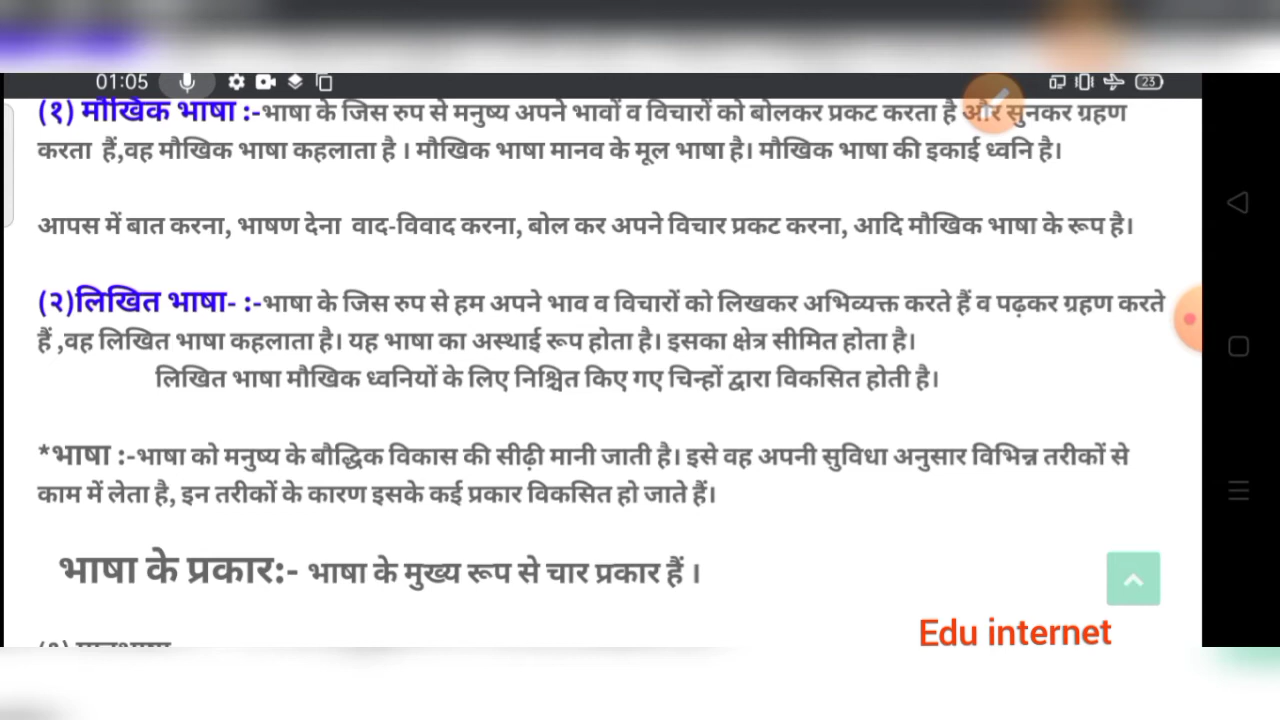 01:05
23
(१) मौखिक भाषा :-भाषा के जिस रुप से मनुष्य अपने भावों व विचारों को बोलकर प्रकट करता है और सुनकर ग्रहण
करता हैं,वह मौखिक भाषा कहलाता है । मौखिक भाषा मानव के मूल भाषा है। मौखिक भाषा की इकाई ध्वनि है।
आपस में बात करना, भाषण देना वाद-विवाद करना, बोल कर अपने विचार प्रकट करना, आदि मौखिक भाषा के रूप है।
(२)लिखित भाषा- :-भाषा के जिस रुप से हम अपने भाव व विचारों को लिखकर अभिव्यक्त करते हैं व पढ़कर ग्रहण करते
हैं ,वह लिखित भाषा कहलाता है। यह भाषा का अस्थाई रूप होता है। इसका क्षेत्र सीमित होता है।
लिखित भाषा मौखिक ध्वनियों के लिए निश्चित किए गए चिन्हों द्वारा विकसित होती है।
*भाषा :-भाषा को मनुष्य के बौद्धिक विकास की सीढ़ी मानी जाती है। इसे वह अपनी सुविधा अनुसार विभिन्न तरीकों से
काम में लेता है, इन तरीकों के कारण इसके कई प्रकार विकसित हो जाते हैं।
भाषा के प्रकार:- भाषा के मुख्य रूप से चार प्रकार हैं ।
Edu internet